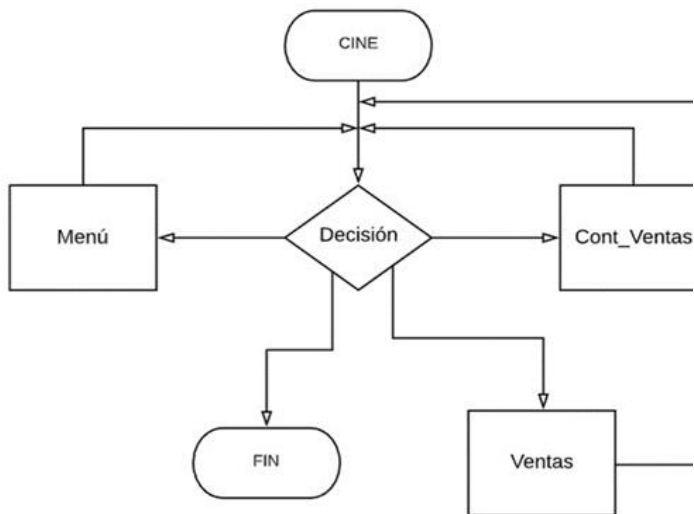 CINE
Menú
Decisión
Cont_Ventas
FIN
Ventas